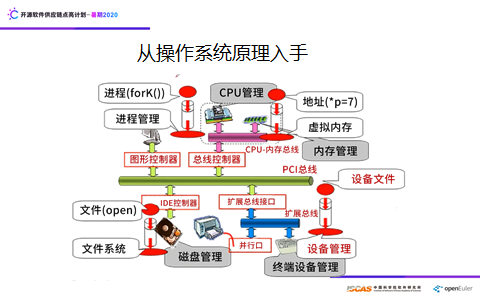 开源软件供应链点亮计划-暑期2020
从操作系统原理入手
进程(forK())
CPU管理
地址(*p=7)
进程管理
虚拟内存
CPU-内存总线
内存管理
图形控制器
总线控制器
PCI总线
设备文件
文件(open)
IDE控制器
扩展总线接口
扩展总线
文件系统
磁盘管理
并行口
设备管理
终端设备管理
ISCAS
中国科学院软件研究所
openEuler